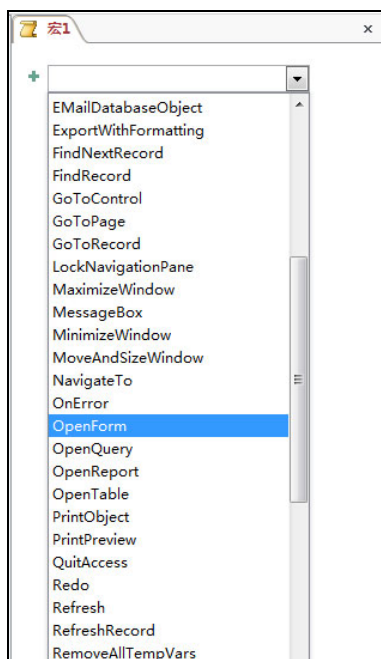 宏1
EMailDatabaseObject
ExportWithFormatting
FindNextRecord
FindRecord
GoToControl
GoToPage
GoToRecord
LockNavigationPane
MaximizeWindow
MessageBox
MinimizeWindow
MoveAndSizeWindow
NavigateTo
OnError
OpenForm
OpenQuery
OpenReport
OpenTable
PrintObject
PrintPreview
QuitAccess
Redo
Refresh
RefreshRecord
RemoveAllTempVars